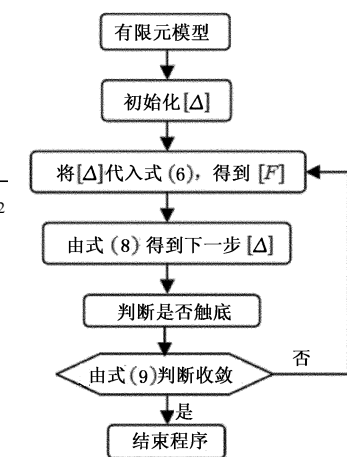 有限元模型
初始化[Δ]
将[Δ]代入式(6)，得到[F]
2
由式(8)得到下一步[Δ]
判断是否触底
否
由式(9)判断收敛
是
结束程序